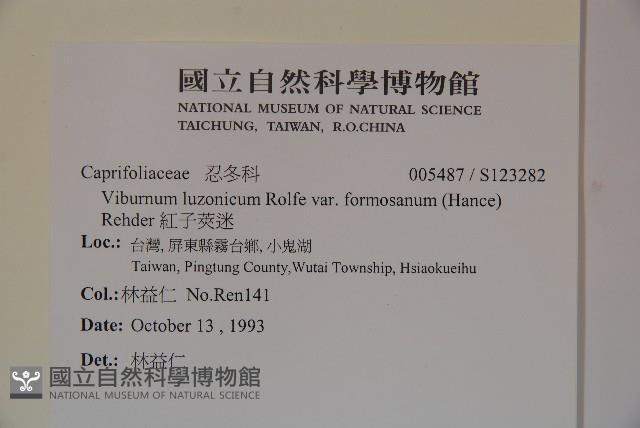 國立自然科學博物館
NATIONAL MUSEUM OF NATURAL SCIENCE
TAICHUNG, TAIWAN, R.O.CHINA
Caprifoliaceae 忍冬科 005487 / S123282
Viburnum luzonicum Rolfe var. formosanum (Hance)
Rehder 紅子莢迷
Loc.: 台灣, 屏東縣霧台鄉, 小鬼湖
Taiwan, Pingtung County,Wutai Township, Hsiaokueihu
Col.: 林益仁 No.Ren141
Date: October 13 , 1993
Det.: 林益仁
國立自然科學博物館
NATIONAL MUSEUM OF NATURAL SCIENCE